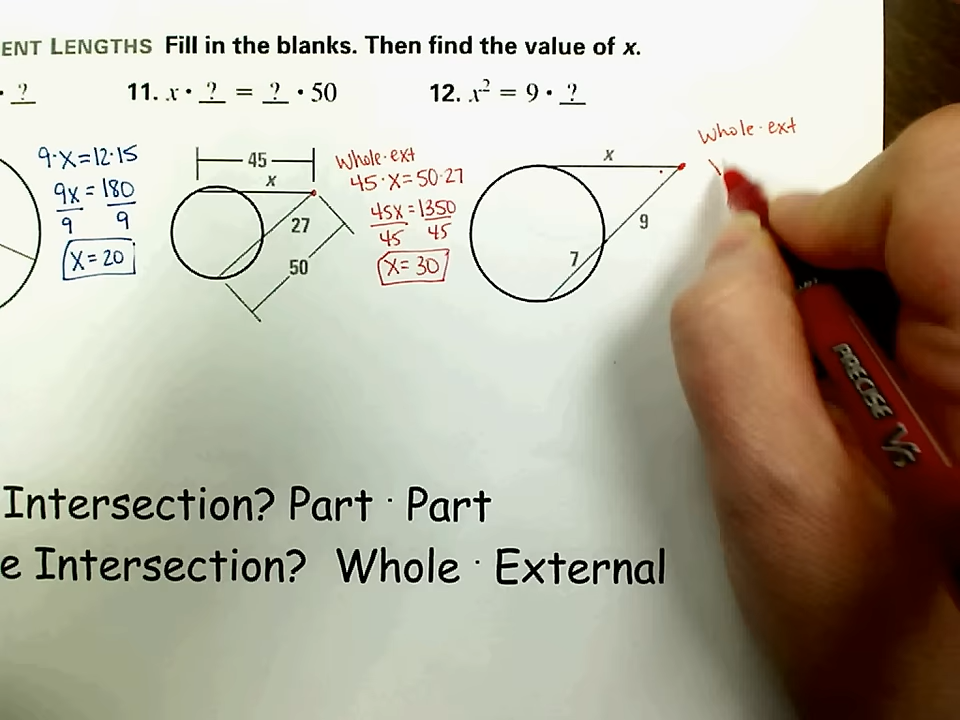 ENT LENGTHS Fill in the blanks. Then find the value of x.
· ?
11. x · ? = ? · 50
12. x² = 9 · ?
9·x=12·15
9x = 180
9 9
x = 20
45
x
27
50
Whole·ext
45·x=50·27
45x=1350
45 45
x= 30
x
9
7
Whole·ext
PRECISE V5
Intersection? Part · Part
e Intersection? Whole · External